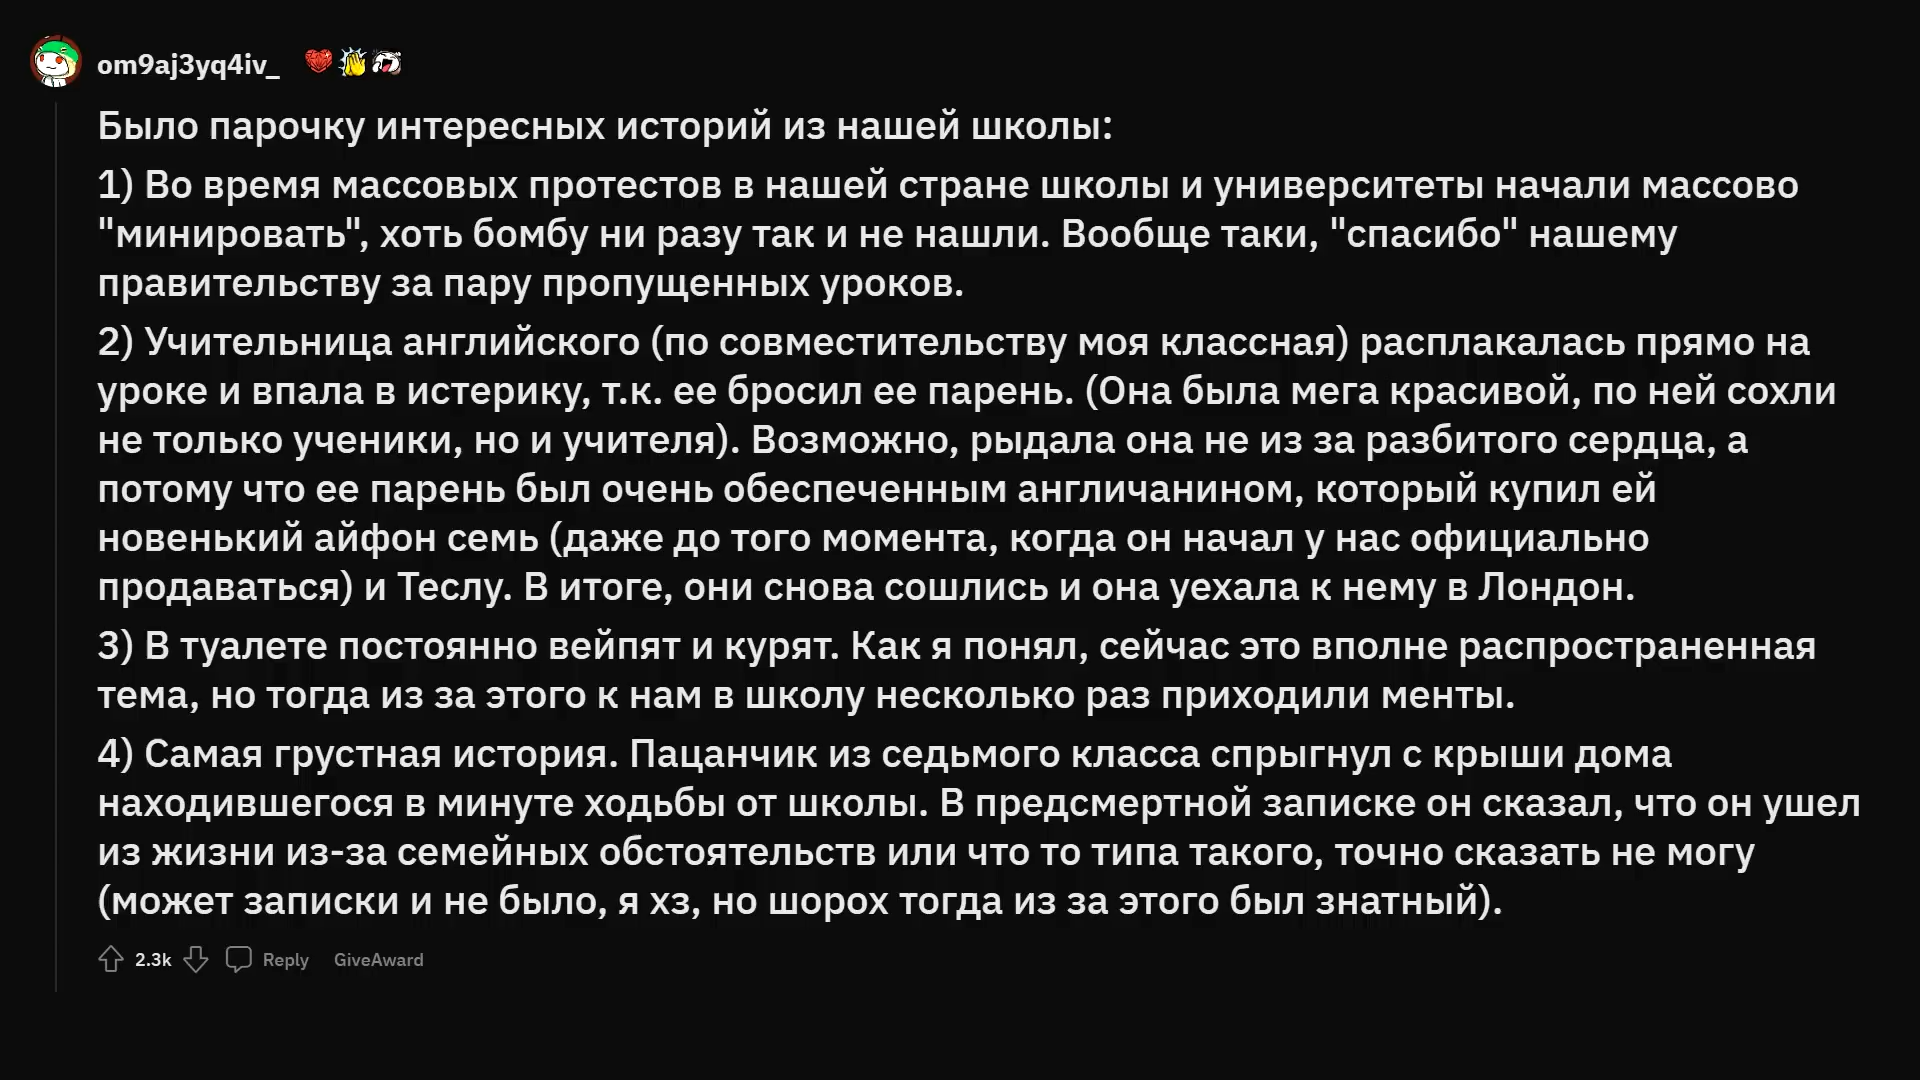 om9aj3yq4iv_
Было парочку интересных историй из нашей школы:
1) Во время массовых протестов в нашей стране школы и университеты начали массово
"минировать", хоть бомбу ни разу так и не нашли. Вообще таки, "спасибо" нашему
правительству за пару пропущенных уроков.
2) Учительница английского (по совместительству моя классная) расплакалась прямо на
уроке и впала в истерику, т.к. ее бросил ее парень. (Она была мега красивой, по ней сохли
не только ученики, но и учителя). Возможно, рыдала она не из за разбитого сердца, а
потому что ее парень был очень обеспеченным англичанином, который купил ей
новенький айфон семь (даже до того момента, когда он начал у нас официально
продаваться) и Теслу. В итоге, они снова сошлись и она уехала к нему в Лондон.
3) В туалете постоянно вейпят и курят. Как я понял, сейчас это вполне распространенная
тема, но тогда из за этого к нам в школу несколько раз приходили менты.
4) Самая грустная история. Пацанчик из седьмого класса спрыгнул с крыши дома
находившегося в минуте ходьбы от школы. В предсмертной записке он сказал, что он ушел
из жизни из-за семейных обстоятельств или что то типа такого, точно сказать не могу
(может записки и не было, я хз, но шорох тогда из за этого был знатный).
2.3k Reply GiveAward